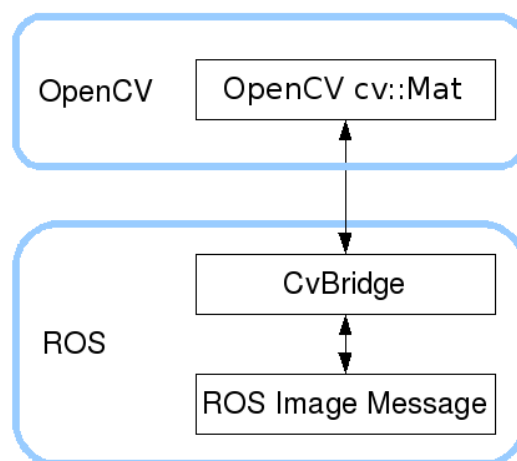 OpenCV
OpenCV cv::Mat
CvBridge
ROS
ROS Image Message